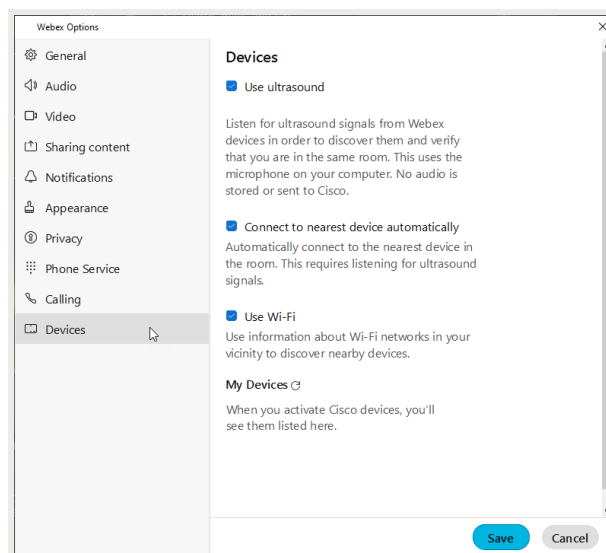 Webex Options
General
Audio
Video
Sharing content
Notifications
Appearance
Privacy
Phone Service
Calling
Devices
Devices
Use ultrasound
Listen for ultrasound signals from Webex
devices in order to discover them and verify
that you are in the same room. This uses the
microphone on your computer. No audio is
stored or sent to Cisco.
Connect to nearest device automatically
Automatically connect to the nearest device in
the room. This requires listening for ultrasound
signals.
Use Wi-Fi
Use information about Wi-Fi networks in your
vicinity to discover nearby devices.
My Devices
When you activate Cisco devices, you'll
see them listed here.
Save Cancel